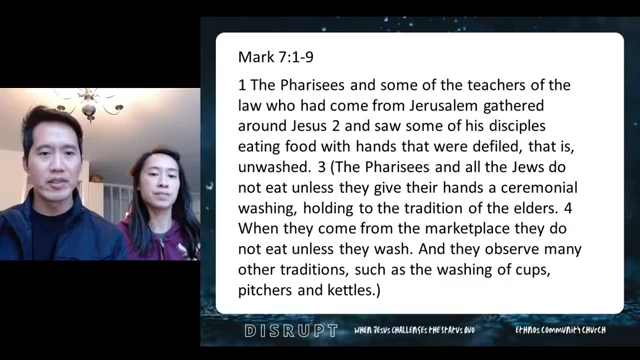 Mark 7:1-9
1 The Pharisees and some of the teachers of the
law who had come from Jerusalem gathered
around Jesus 2 and saw some of his disciples
eating food with hands that were defiled, that is,
unwashed. 3 (The Pharisees and all the Jews do
not eat unless they give their hands a ceremonial
washing, holding to the tradition of the elders. 4
When they come from the marketplace they do
not eat unless they wash. And they observe many
other traditions, such as the washing of cups,
pitchers and kettles.)
DISRUPT WHEN JESUS CHALLENGES THE STATUS QUO ETHNOS COMMUNITY CHURCH